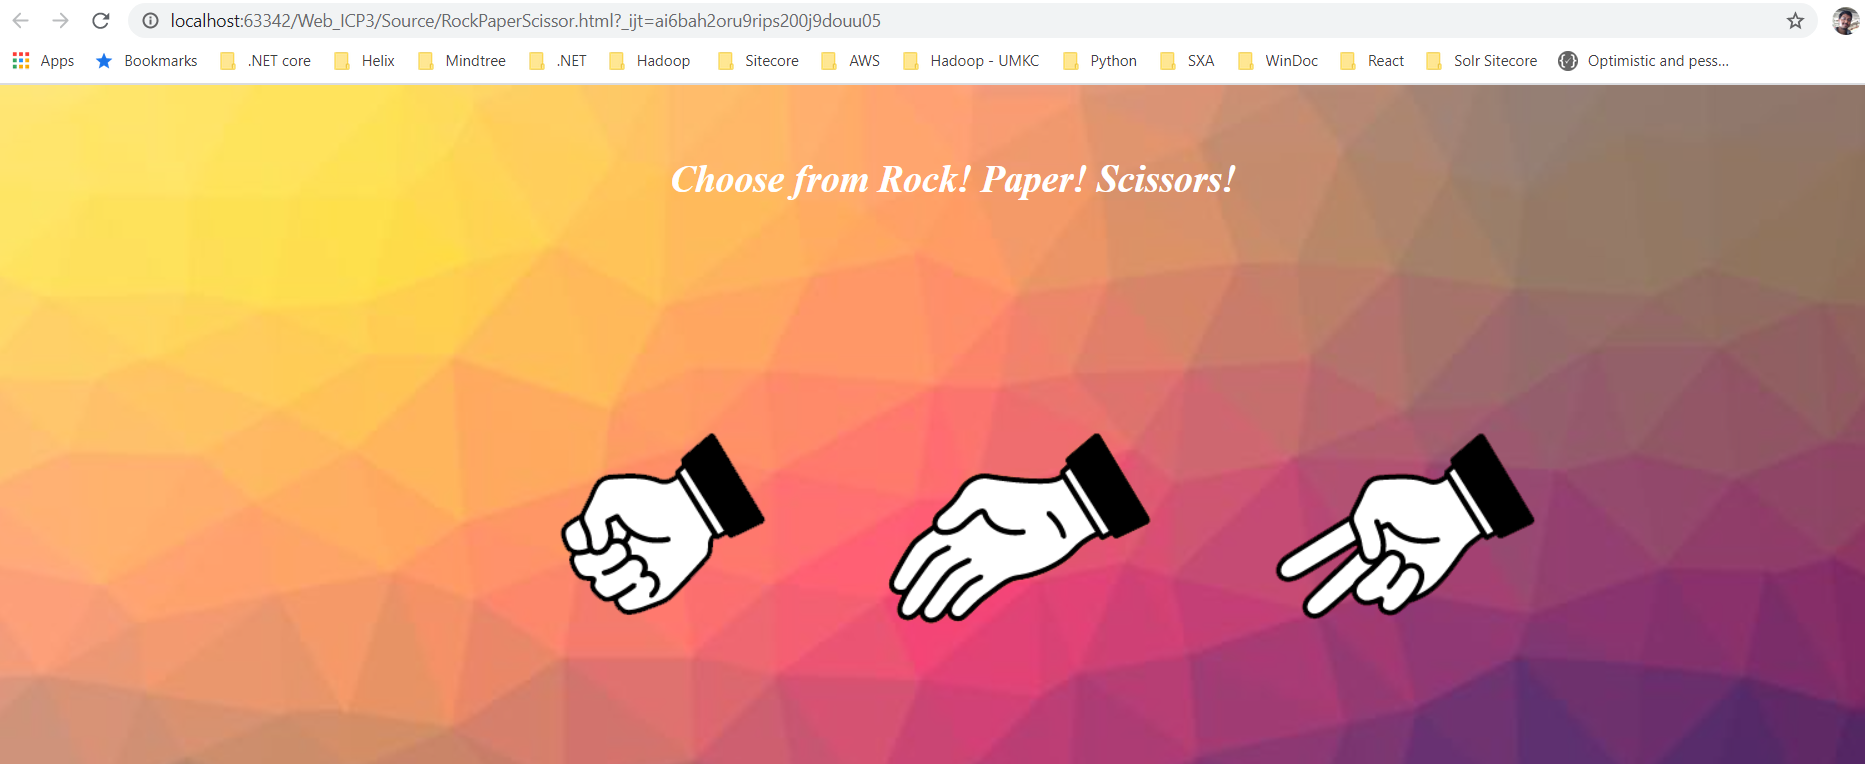 localhost:63342/Web_ICP3/Source/RockPaperScissor.html?_ijt=ai6bah2oru9rips200j9douu05
Apps Bookmarks .NET core Helix Mindtree .NET Hadoop Sitecore AWS Hadoop - UMKC Python SXA WinDoc React Solr Sitecore Optimistic and pess...
Choose from Rock! Paper! Scissors!